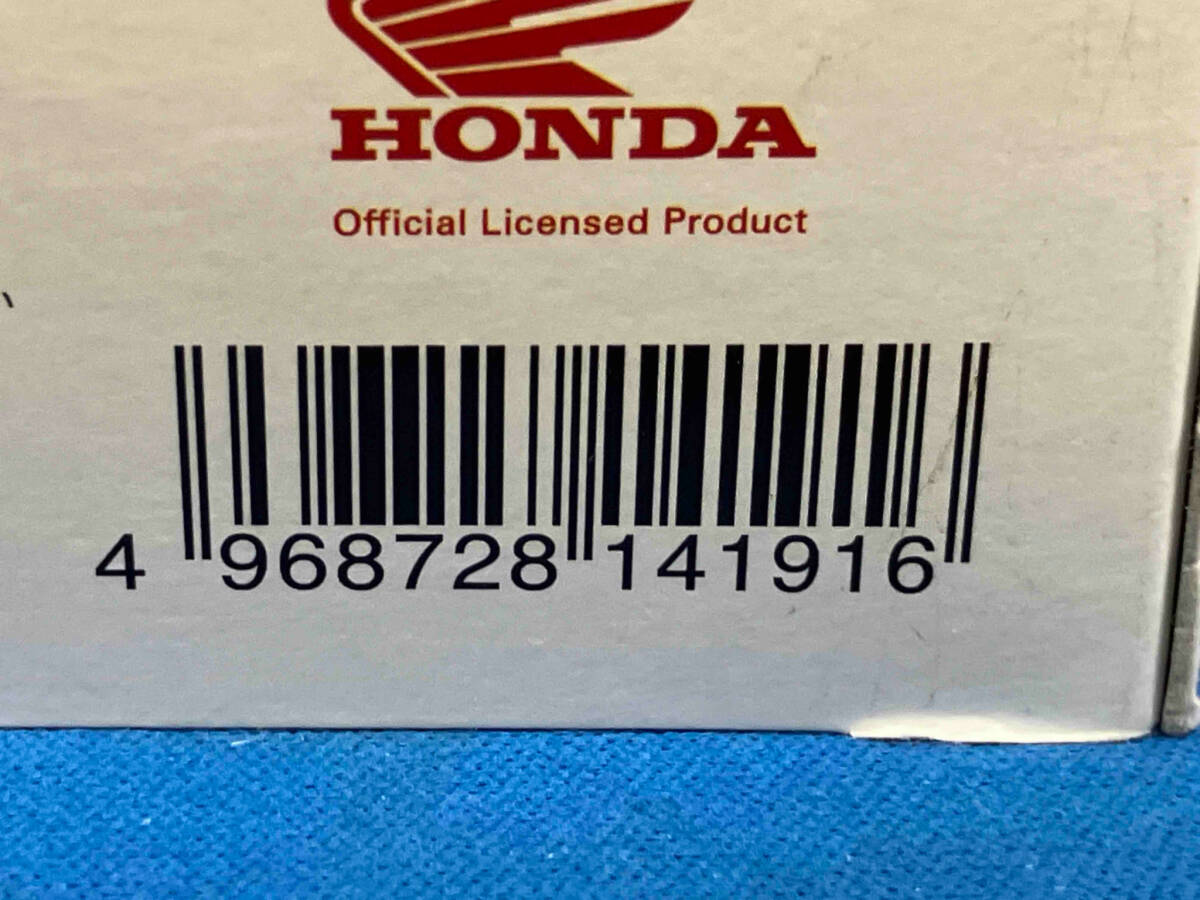 HONDA
Official Licensed Product
4 968728 141916